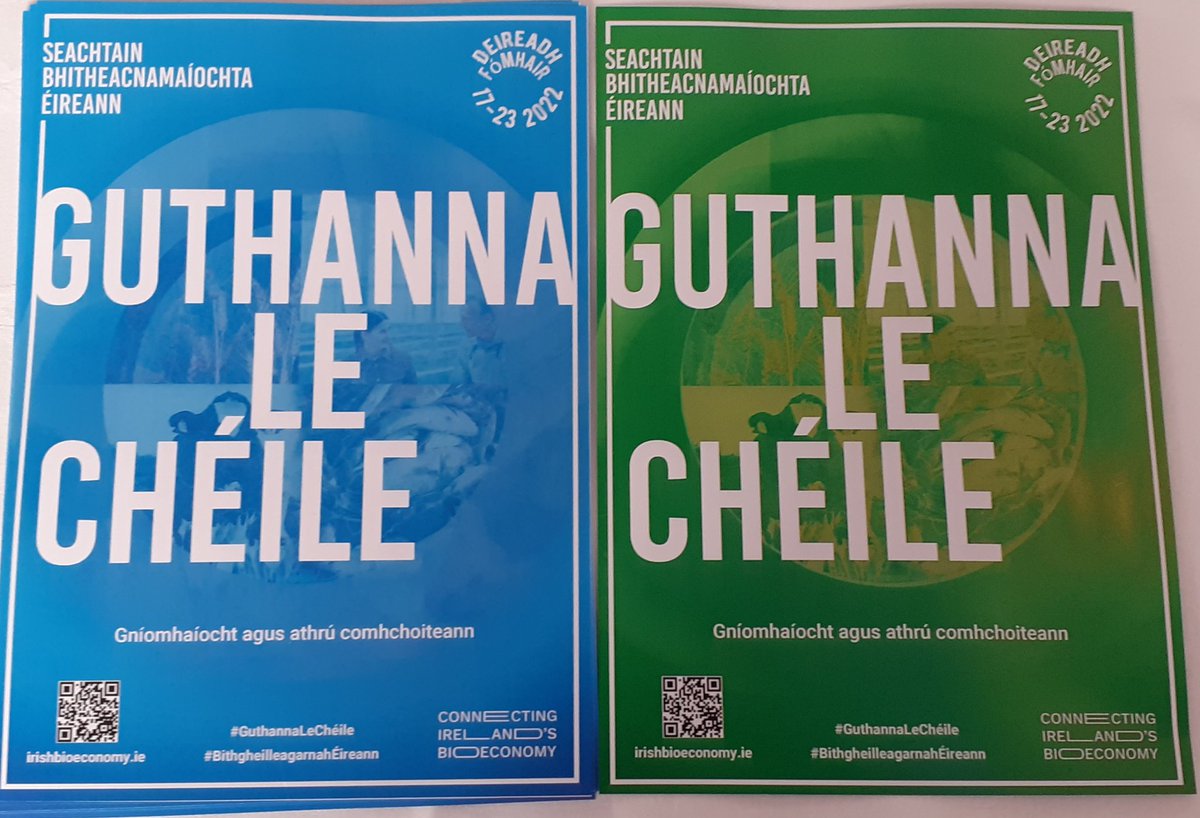 SEACHTAIN
BHITHEACNAMAÍOCHTA
ÉIREANN
DEIREADH
FÓMHAIR
17-23 2022
GUTHANNA
LE
CHÉILE
Gníomhaíocht agus athrú comhchoiteann
irishbioeconomy.ie
#GuthannaLeChéile
#BithgheilleagarnahÉireann
CONNECTING
IRELAND'S
BIOECONOMY
SEACHTAIN
BHITHEACNAMAÍOCHTA
ÉIREANN
DEIREADH
FÓMHAIR
17-23 2022
GUTHANNA
LE
CHÉILE
Gníomhaíocht agus athrú comhchoiteann
irishbioeconomy.ie
#GuthannaLeChéile
#BithgheilleagarnahÉireann
CONNECTING
IRELAND'S
BIOECONOMY